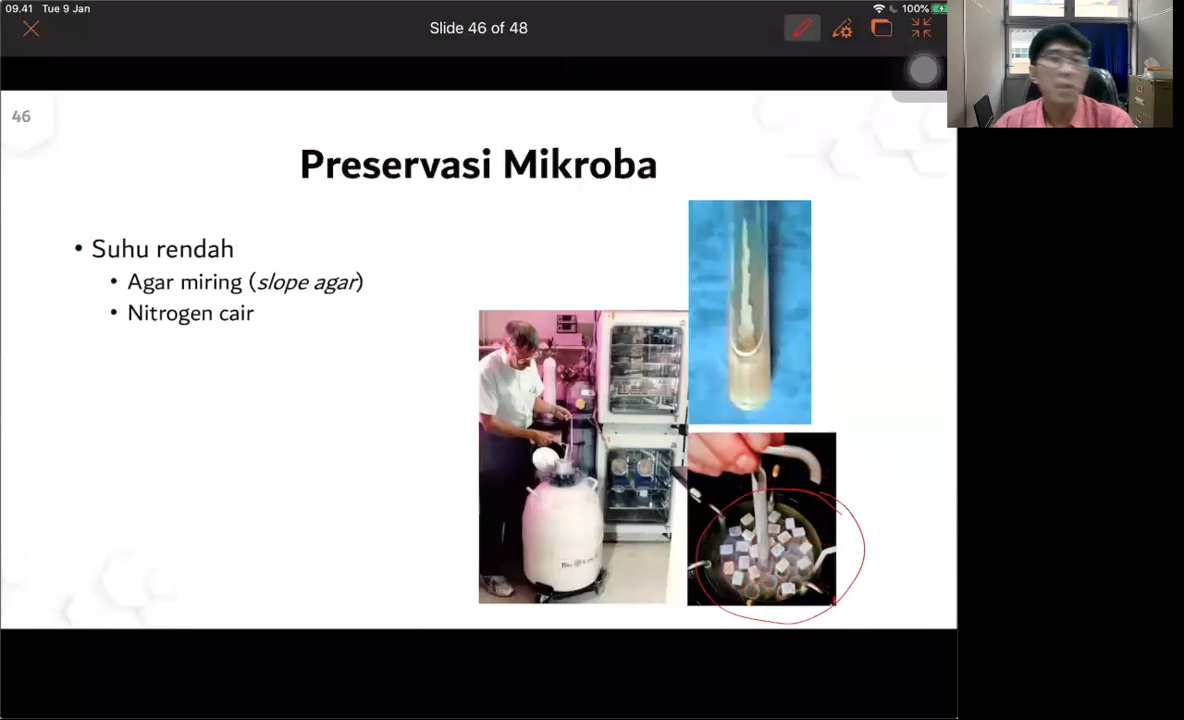 09.41 Tue 9 Jan
100%
Slide 46 of 48
46
Preservasi Mikroba
• Suhu rendah
• Agar miring (slope agar)
• Nitrogen cair